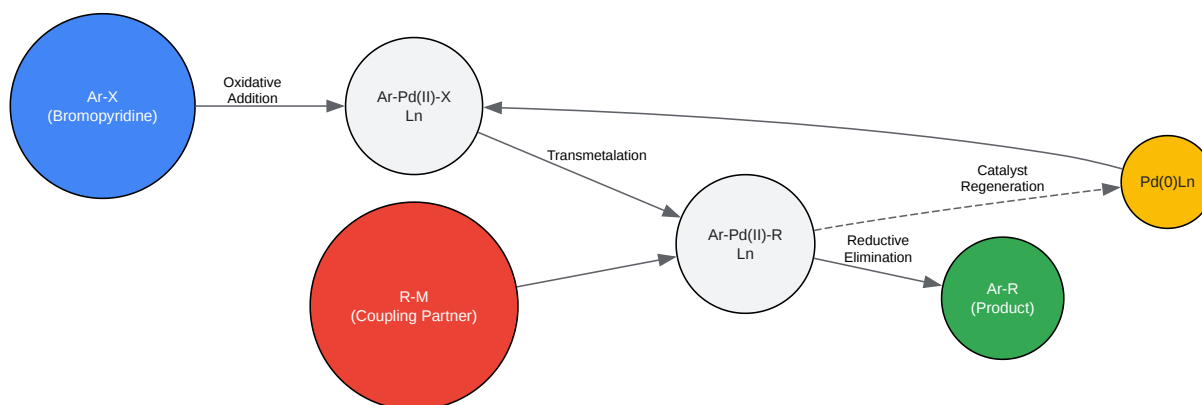 Ar-X
(Bromopyridine)
Oxidative
Addition
Ar-Pd(II)-X
Ln
Transmetalation
R-M
(Coupling Partner)
Ar-Pd(II)-R
Ln
Catalyst
Regeneration
Pd(0)Ln
Reductive
Elimination
Ar-R
(Product)